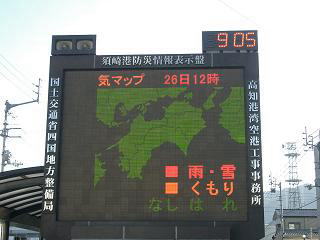 905
須崎港防災情報表示盤
国土交通省四国地方整備局
気マップ 26日12時
雨・雪
くもり
なし はれ
高知港湾空港工事事務所